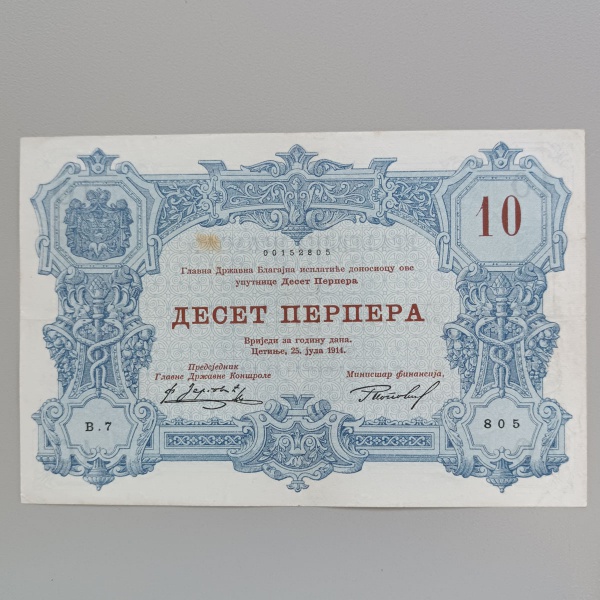 10
00152805
Главна Државна Благајна исплатиће доносиоцу ове
упутнице Десет Перпера
ДЕСЕТ ПЕРПЕРА
Вриједи за годину дана.
Цетиње, 25. јула 1914.
Предсједник
Главне Државне Контроле
Министар финансија,
В.7
805